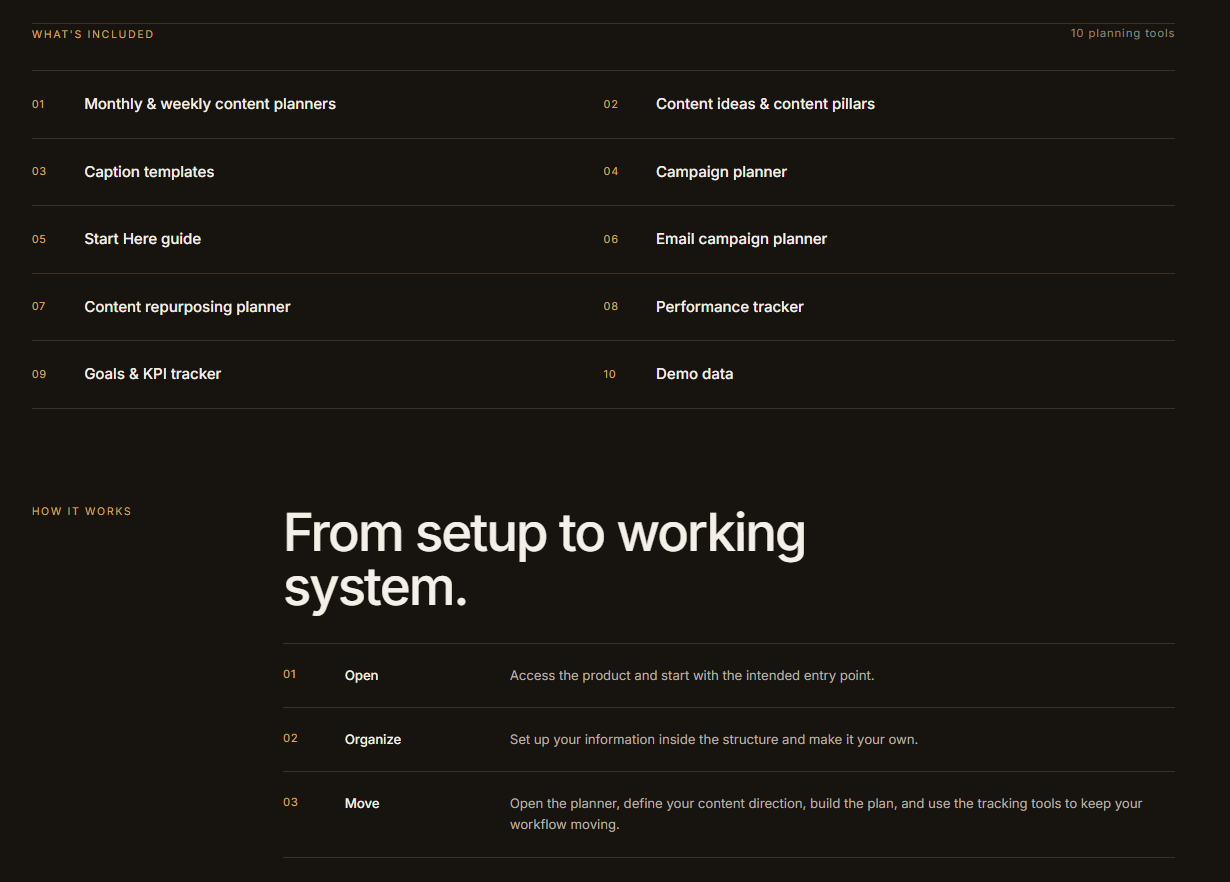 WHAT'S INCLUDED
10 planning tools
01 Monthly & weekly content planners
02 Content ideas & content pillars
03 Caption templates
04 Campaign planner
05 Start Here guide
06 Email campaign planner
07 Content repurposing planner
08 Performance tracker
09 Goals & KPI tracker
10 Demo data
HOW IT WORKS
From setup to working
system.
01 Open Access the product and start with the intended entry point.
02 Organize Set up your information inside the structure and make it your own.
03 Move Open the planner, define your content direction, build the plan, and use the tracking tools to keep your
workflow moving.